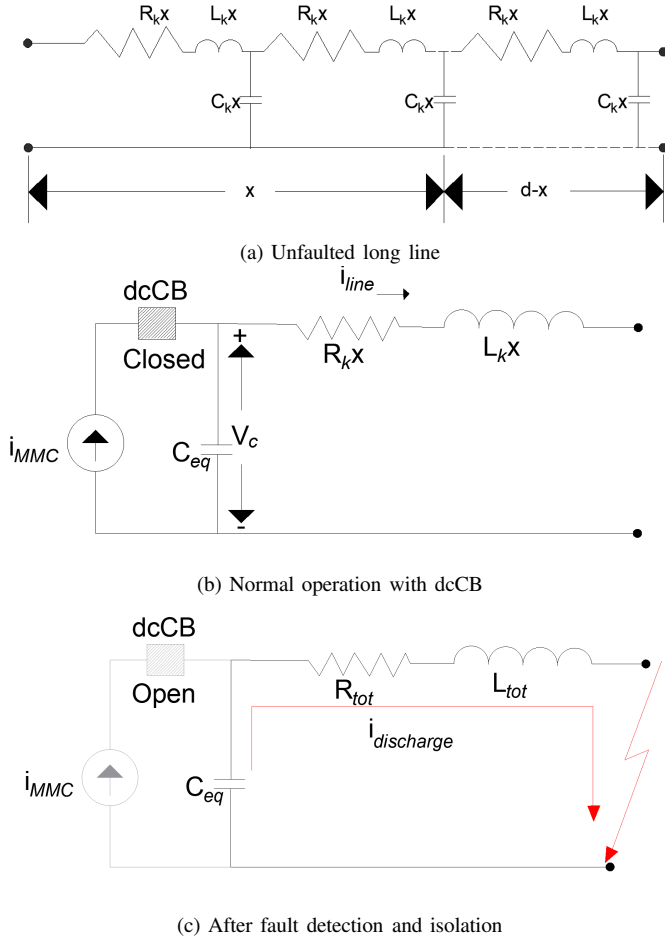 Rₖx Lₖx Rₖx Lₖx Rₖx Lₖx
Cₖx Cₖx Cₖx
x d-x
(a) Unfaulted long line
dcCB
Closed
i_line
Rₖx Lₖx
i_MMC
C_eq
+
V_c
-
(b) Normal operation with dcCB
dcCB
Open
R_tot L_tot
i_discharge
i_MMC
C_eq
(c) After fault detection and isolation